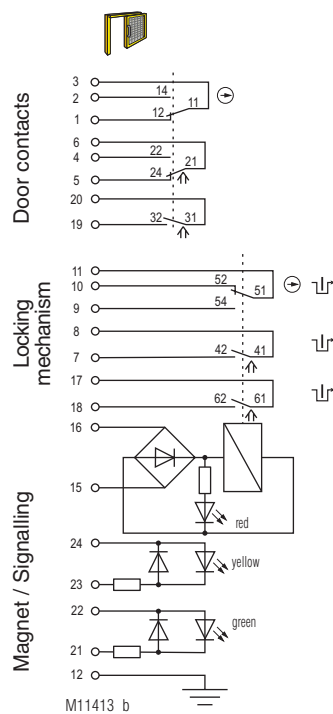 Door contacts
3
2 14
11
1 12
6
4 22
21
5 24
20
19 32 31
Locking mechanism
11
10 52
51
9 54
8
7 42 41
17
18 62 61
Magnet / Signalling
16
15
red
24
yellow
23
22
green
21
12
M11413_b